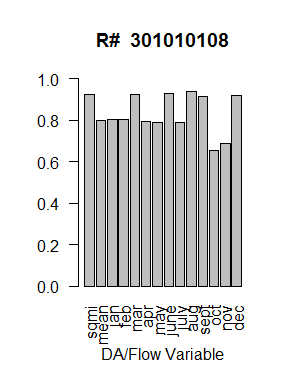 R# 301010108
1.0
0.8
0.6
0.4
0.2
0.0
sqmi
mean
jan
feb
mar
apr
may
june
july
aug
sept
oct
nov
dec
DA/Flow Variable